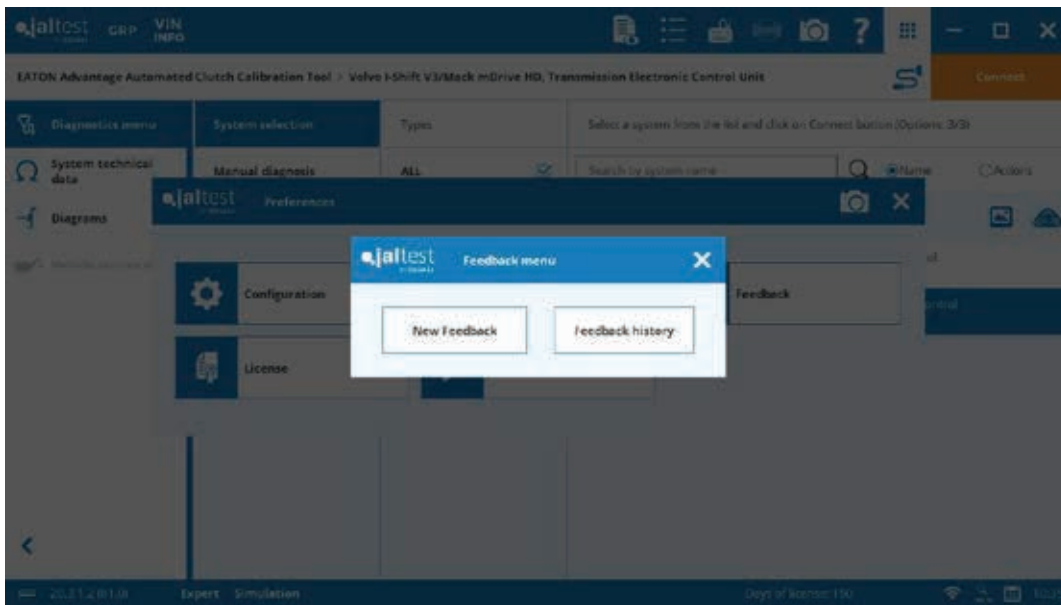 jaltest GRP VIN INFO
EATON Advantage Automated Clutch Calibration Tool > Volvo I-Shift V3/Mack mDrive HD, Transmission Electronic Control Unit
Connect
Diagnostics menu
System selection
Types
Select a system from the list and click on Connect button (Options: 3/3)
System technical data
Manual diagnosis
ALL
Search by system name
Name
Actions
Diagrams
jaltest
Preferences
jaltest
Feedback menu
Configuration
Feedback
New Feedback
Feedback history
License
Expert
Simulation
Days of license: 190